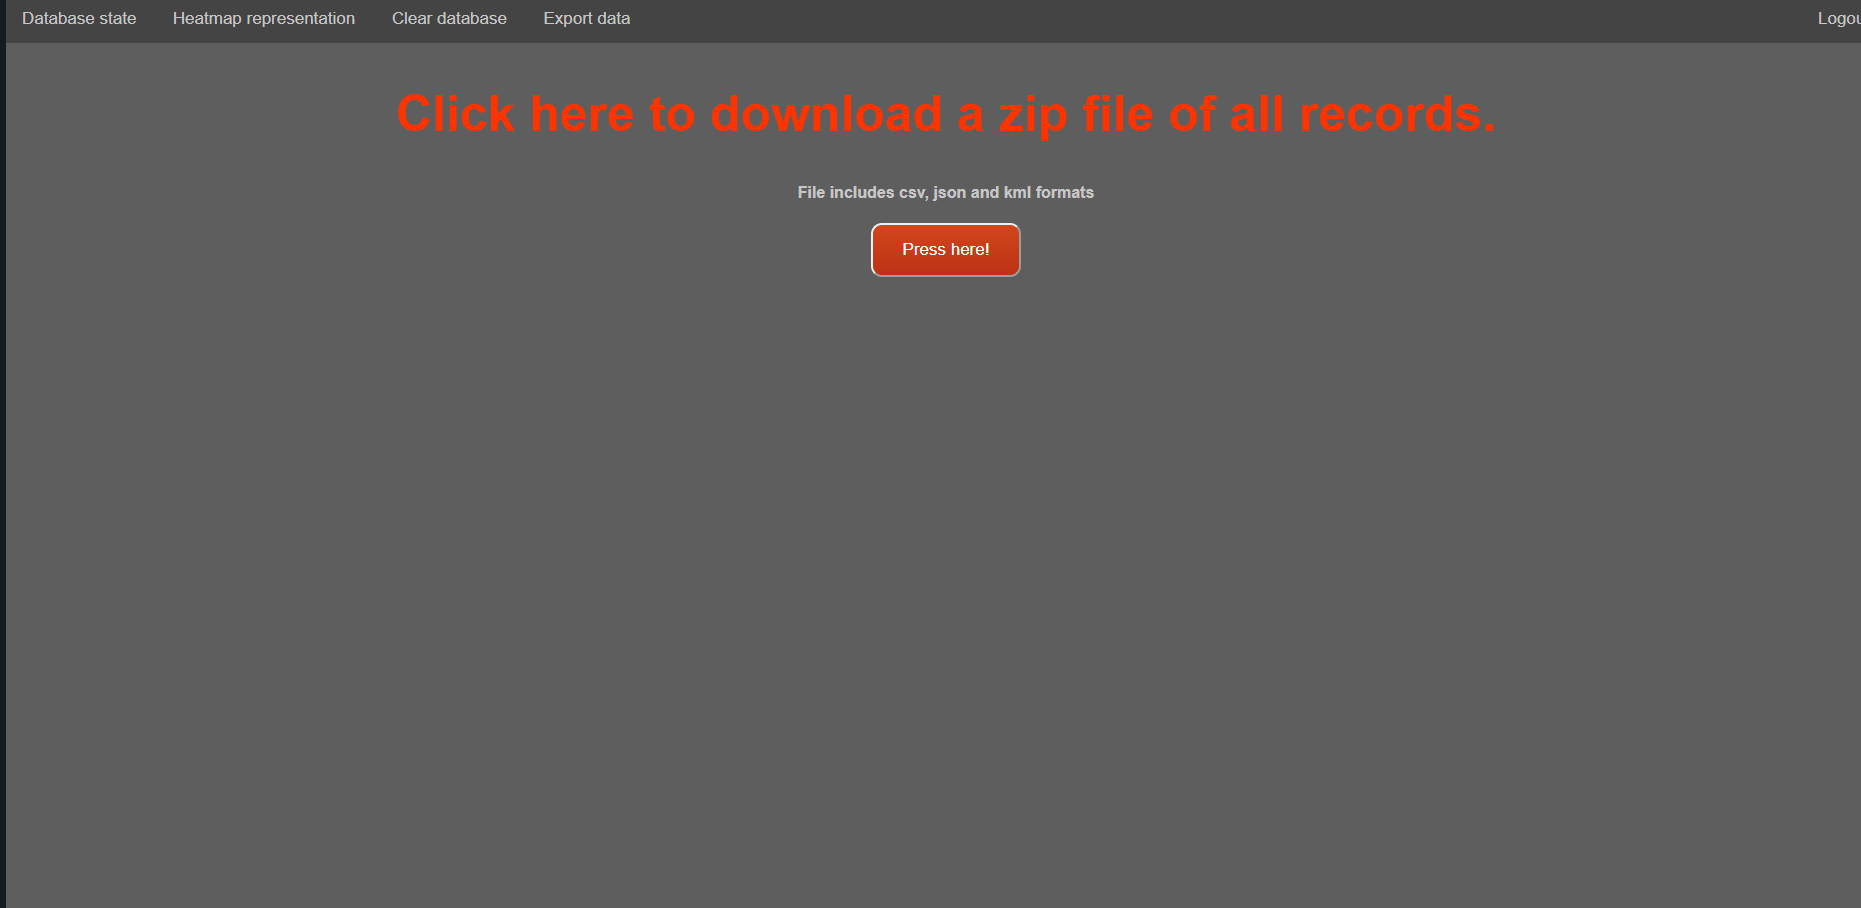 Database state Heatmap representation Clear database Export data Logou
Click here to download a zip file of all records.
File includes csv, json and kml formats
Press here!